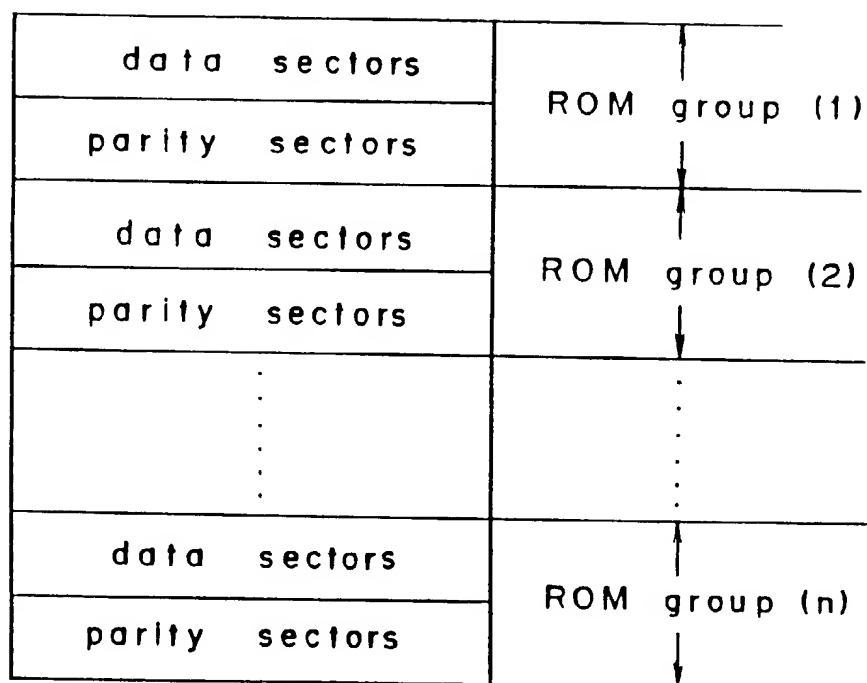 data sectors
ROM group (1)
parity sectors
data sectors
ROM group (2)
parity sectors
data sectors
ROM group (n)
parity sectors